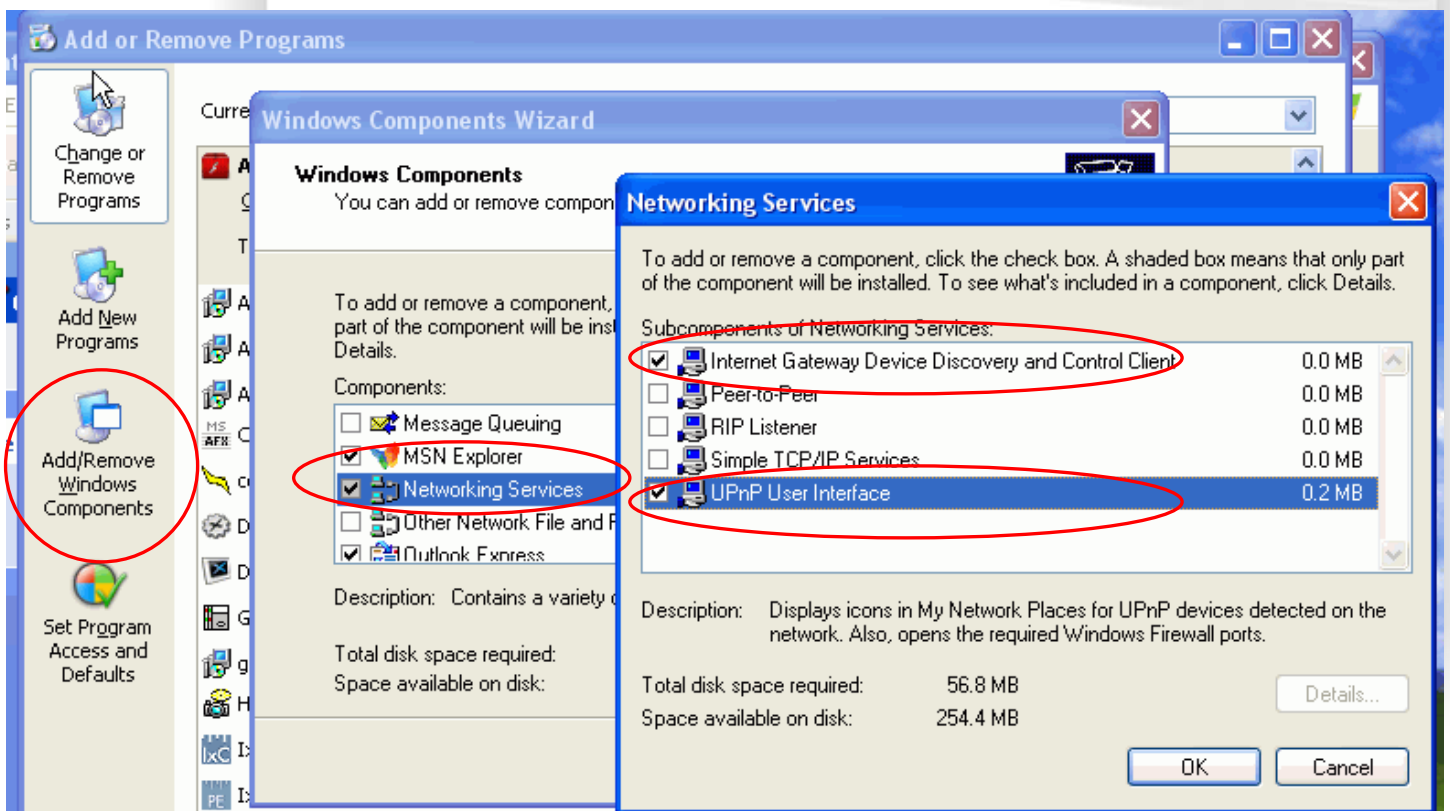 Add or Remove Programs
Change or
Remove
Programs
Add New
Programs
Add/Remove
Windows
Components
Set Program
Access and
Defaults
Windows Components Wizard
Windows Components
You can add or remove
To add or remove a component,
part of the component will be
Details.
Components:
Message Queuing
MSN Explorer
Networking Services
Other Network File and
Outlook Express
Description: Contains a variety
Total disk space required:
Space available on disk:
Networking Services
To add or remove a component, click the check box. A shaded box means that only part
of the component will be installed. To see what's included in a component, click Details.
Subcomponents of Networking Services:
Internet Gateway Device Discovery and Control Client 0.0 MB
Peer-to-Peer 0.0 MB
RIP Listener 0.0 MB
Simple TCP/IP Services 0.0 MB
UPnP User Interface 0.2 MB
Description: Displays icons in My Network Places for UPnP devices detected on the
network. Also, opens the required Windows Firewall ports.
Total disk space required: 56.8 MB
Space available on disk: 254.4 MB
Details...
OK Cancel